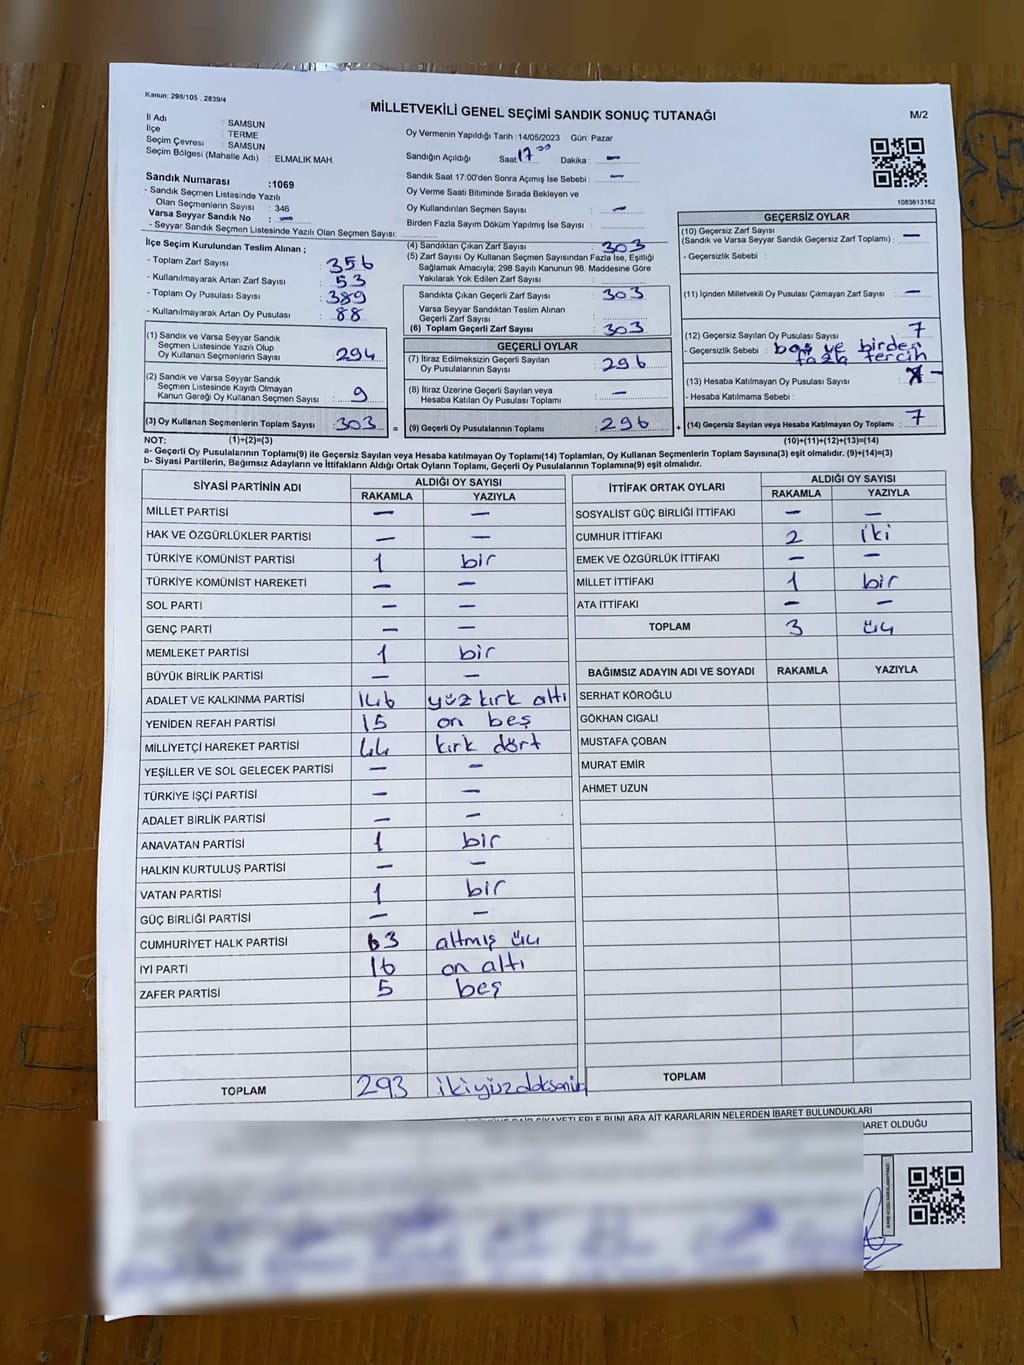 Kanun: 298/105 , 2839/4
MİLLETVEKİLİ GENEL SEÇİMİ SANDIK SONUÇ TUTANAĞI
M/2
İl Adı : SAMSUN
İlçe : TERME
Seçim Çevresi : SAMSUN
Seçim Bölgesi (Mahalle Adı) : ELMALIK MAH.
Oy Vermenin Yapıldığı Tarih :14/05/2023 Gün: Pazar
Sandığın Açıldığı Saat: 17 00 Dakika : —
Sandık Saat 17:00'den Sonra Açımış İse Sebebi : —
Oy Verme Saati Bitiminde Sırada Bekleyen ve
Oy Kullandırılan Seçmen Sayısı : —
Birden Fazla Sayım Döküm Yapılmış İse Sayısı :
1083613162
Sandık Numarası :1069
- Sandık Seçmen Listesinde Yazılı
Olan Seçmenlerin Sayısı : 346
Varsa Seyyar Sandık No : —
- Seyyar Sandık Seçmen Listesinde Yazılı Olan Seçmen Sayısı:
İlçe Seçim Kurulundan Teslim Alınan ;
- Toplam Zarf Sayısı : 356
- Kullanılmayarak Artan Zarf Sayısı : 53
- Toplam Oy Pusulası Sayısı : 389
- Kullanılmayarak Artan Oy Pusulası : 88
(1) Sandık ve Varsa Seyyar Sandık
Seçmen Listesinde Yazılı Olup
Oy Kullanan Seçmenlerin Sayısı : 294
(2) Sandık ve Varsa Seyyar Sandık
Seçmen Listesinde Kayıtlı Olmayan
Kanun Gereği Oy Kullanan Seçmen Sayısı : 9
(3) Oy Kullanan Seçmenlerin Toplam Sayısı : 303 =
(4) Sandıktan Çıkan Zarf Sayısı : 303
(5) Zarf Sayısı Oy Kullanan Seçmen Sayısından Fazla İse, Eşitliği
Sağlamak Amacıyla; 298 Sayılı Kanunun 98. Maddesine Göre
Yakılarak Yok Edilen Zarf Sayısı :
Sandıkta Çıkan Geçerli Zarf Sayısı : 303
Varsa Seyyar Sandıktan Teslim Alınan
Geçerli Zarf Sayısı :
(6) Toplam Geçerli Zarf Sayısı : 303
GEÇERLİ OYLAR
(7) İtiraz Edilmeksizin Geçerli Sayılan
Oy Pusulalarının Sayısı : 296
(8) İtiraz Üzerine Geçerli Sayılan veya
Hesaba Katılan Oy Pusulası Toplamı : —
(9) Geçerli Oy Pusulalarının Toplamı : 296 +
GEÇERSİZ OYLAR
(10) Geçersiz Zarf Sayısı : —
(Sandık ve Varsa Seyyar Sandık Geçersiz Zarf Toplamı)
- Geçersizlik Sebebi :
(11) İçinden Milletvekili Oy Pusulası Çıkmayan Zarf Sayısı : —
(12) Geçersiz Sayılan Oy Pusulası Sayısı : 7
- Geçersizlik Sebebi : boş ve birden
fazla tercih
(13) Hesaba Katılmayan Oy Pusulası Sayısı : —
- Hesaba Katılmama Sebebi :
(14) Geçersiz Sayılan veya Hesaba Katılmayan Oy Toplamı : 7
NOT: (1)+(2)=(3) (10)+(11)+(12)+(13)=(14)
a- Geçerli Oy Pusulalarının Toplamı(9) ile Geçersiz Sayılan veya Hesaba katılmayan Oy Toplamı(14) Toplamları, Oy Kullanan Seçmenlerin Toplam Sayısına(3) eşit olmalıdır. (9)+(14)=(3)
b- Siyasi Partilerin, Bağımsız Adayların ve İttifakların Aldığı Ortak Oyların Toplamı, Geçerli Oy Pusulalarının Toplamına(9) eşit olmalıdır.
SİYASİ PARTİNİN ADI ALDIĞI OY SAYISI
RAKAMLA YAZIYLA
MİLLET PARTİSİ — —
HAK VE ÖZGÜRLÜKLER PARTİSİ — —
TÜRKİYE KOMÜNİST PARTİSİ 1 bir
TÜRKİYE KOMÜNİST HAREKETİ — —
SOL PARTİ — —
GENÇ PARTİ — —
MEMLEKET PARTİSİ 1 bir
BÜYÜK BİRLİK PARTİSİ — —
ADALET VE KALKINMA PARTİSİ 146 yüz kırk altı
YENİDEN REFAH PARTİSİ 15 on beş
MİLLİYETÇİ HAREKET PARTİSİ 44 kırk dört
YEŞİLLER VE SOL GELECEK PARTİSİ — —
TÜRKİYE İŞÇİ PARTİSİ — —
ADALET BİRLİK PARTİSİ — —
ANAVATAN PARTİSİ 1 bir
HALKIN KURTULUŞ PARTİSİ — —
VATAN PARTİSİ 1 bir
GÜÇ BİRLİĞİ PARTİSİ — —
CUMHURİYET HALK PARTİSİ 63 altmış üç
İYİ PARTİ 16 on altı
ZAFER PARTİSİ 5 beş
TOPLAM 293
İTTİFAK ORTAK OYLARI ALDIĞI OY SAYISI
RAKAMLA YAZIYLA
SOSYALİST GÜÇ BİRLİĞİ İTTİFAKI — —
CUMHUR İTTİFAKI 2 iki
EMEK VE ÖZGÜRLÜK İTTİFAKI — —
MİLLET İTTİFAKI 1 bir
ATA İTTİFAKI — —
TOPLAM 3 üç
BAĞIMSIZ ADAYIN ADI VE SOYADI RAKAMLA YAZIYLA
SERHAT KÖROĞLU
GÖKHAN CIGALI
MUSTAFA ÇOBAN
MURAT EMİR
AHMET UZUN
TOPLAM
ŞİKAYETLERLE BUNLARA AİT KARARLARIN NELERDEN İBARET BULUNDUKLARI
OLDUĞU